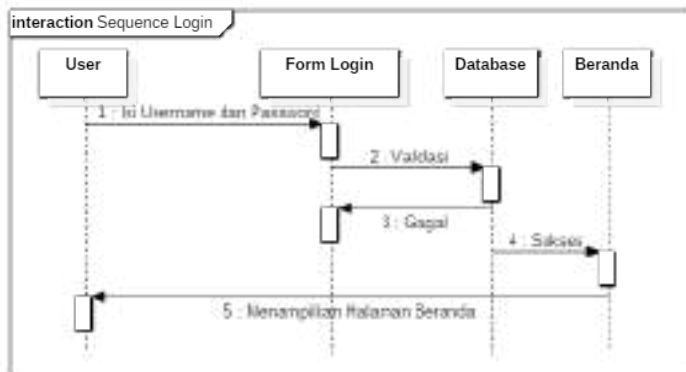 interaction Sequence Login
User
Form Login
Database
Beranda
1 : Isi Username dan Password
2 : Validasi
3 : Gagal
4 : Sukses
5 : Menampilkan Halaman Beranda